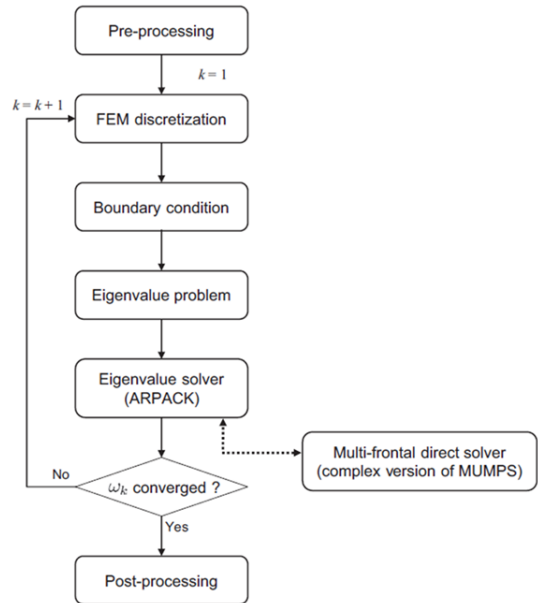 Pre-processing
k = 1
k = k + 1
FEM discretization
Boundary condition
Eigenvalue problem
Eigenvalue solver
(ARPACK)
Multi-frontal direct solver
(complex version of MUMPS)
No
ωk converged ?
Yes
Post-processing